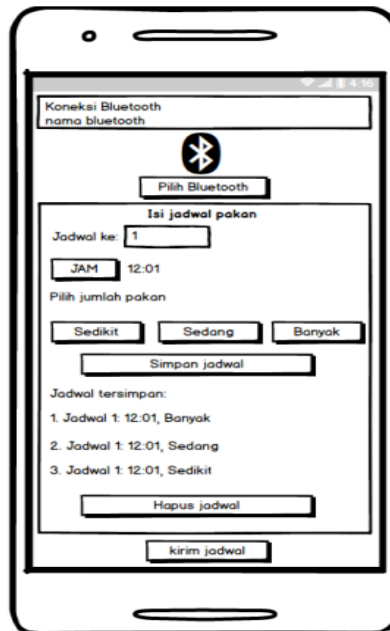 4:16
Koneksi Bluetooth
nama bluetooth
Pilih Bluetooth
Isi jadwal pakan
Jadwal ke: 1
JAM 12:01
Pilih jumlah pakan
Sedikit Sedang Banyak
Simpan jadwal
Jadwal tersimpan:
1. Jadwal 1: 12:01, Banyak
2. Jadwal 1: 12:01, Sedang
3. Jadwal 1: 12:01, Sedikit
Hapus jadwal
kirim jadwal